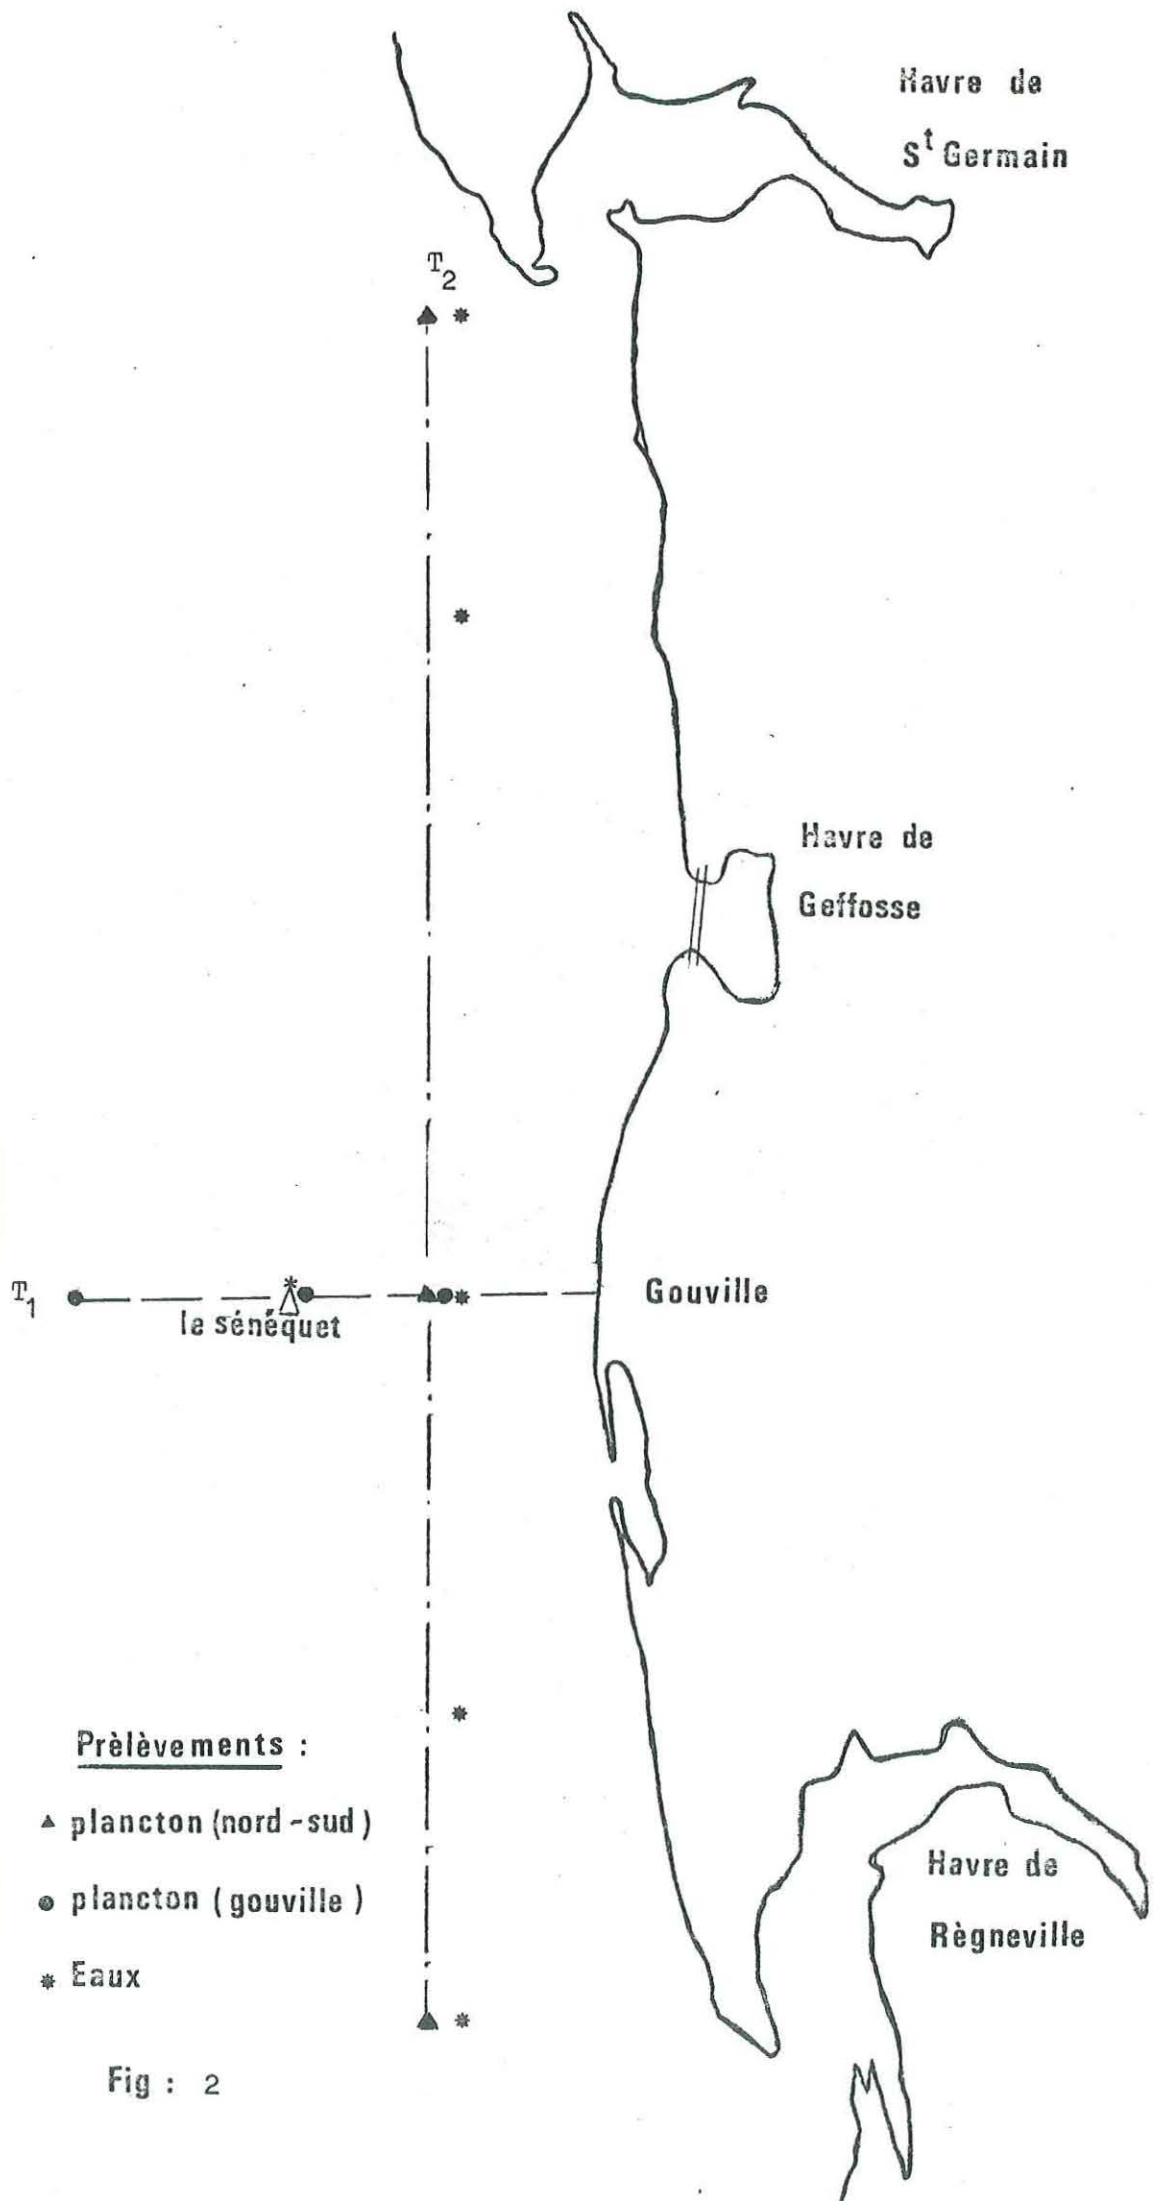 Havre de
St Germain
T2
Havre de
Geffosse
T1
le sénéquet
Gouville
Prèlèvements :
▲ plancton (nord-sud)
● plancton (gouville)
* Eaux
Havre de
Règneville
Fig : 2